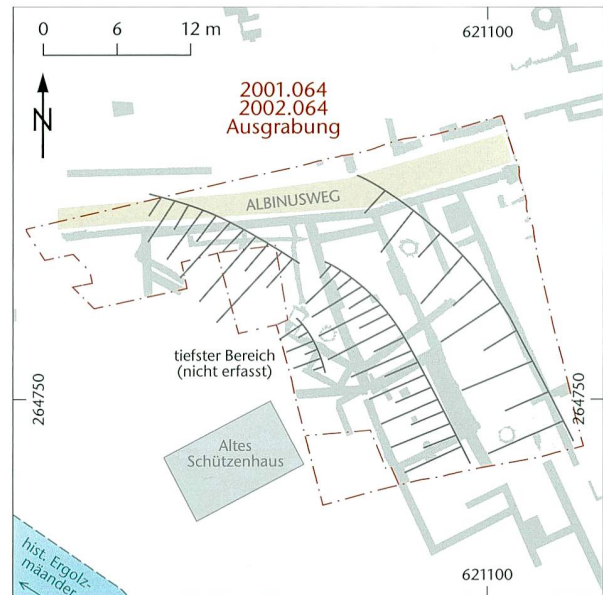 0 6 12 m
621100
N
2001.064
2002.064
Ausgrabung
ALBINUSWEG
tiefster Bereich
(nicht erfasst)
264750
264750
Altes
Schützenhaus
hist. Ergolz-
mäander
621100